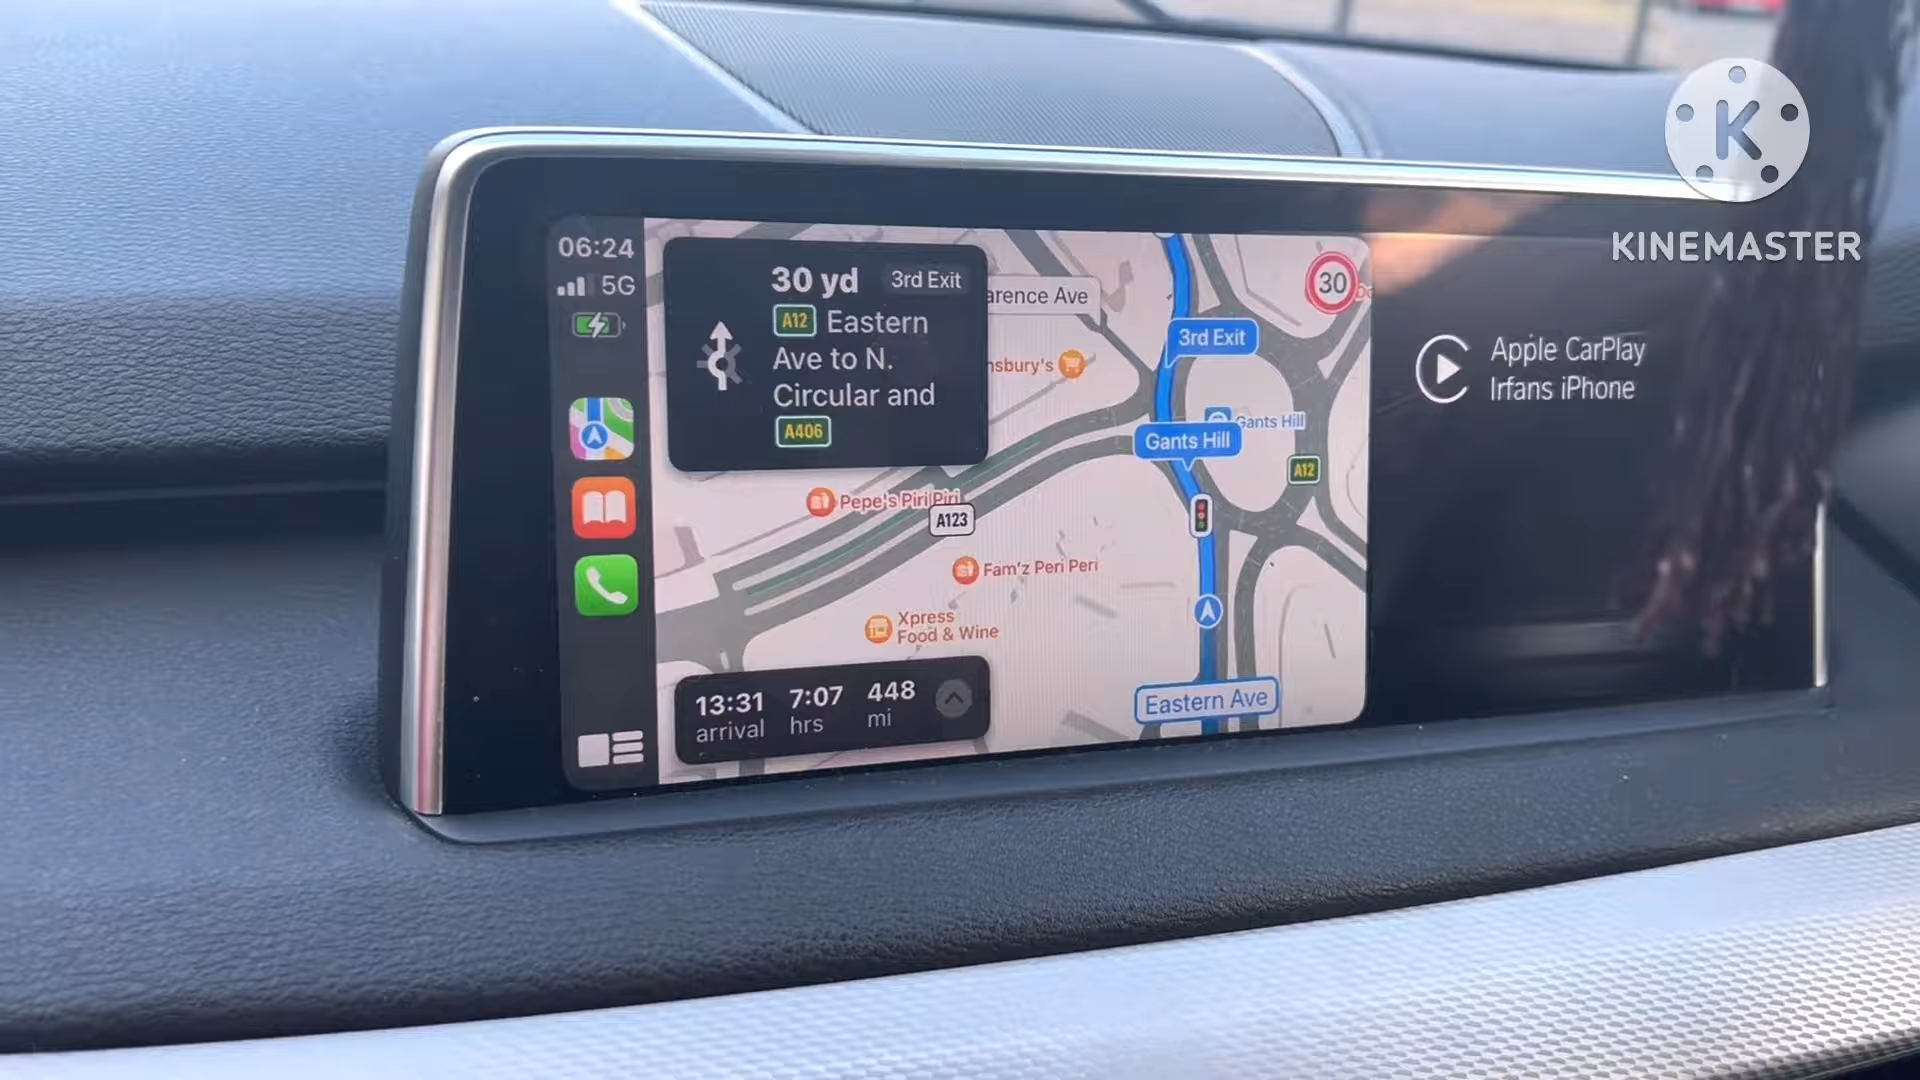 K
KINEMASTER
06:24
5G
30 yd
3rd Exit
A12 Eastern
Ave to N.
Circular and
A406
arence Ave
nsbury's
30
3rd Exit
Gants Hill
Gants Hill
A12
Pepe's Piri Piri
A123
Fam'z Peri Peri
Xpress
Food & Wine
Eastern Ave
13:31 7:07 448
arrival hrs mi
Apple CarPlay
Irfans iPhone